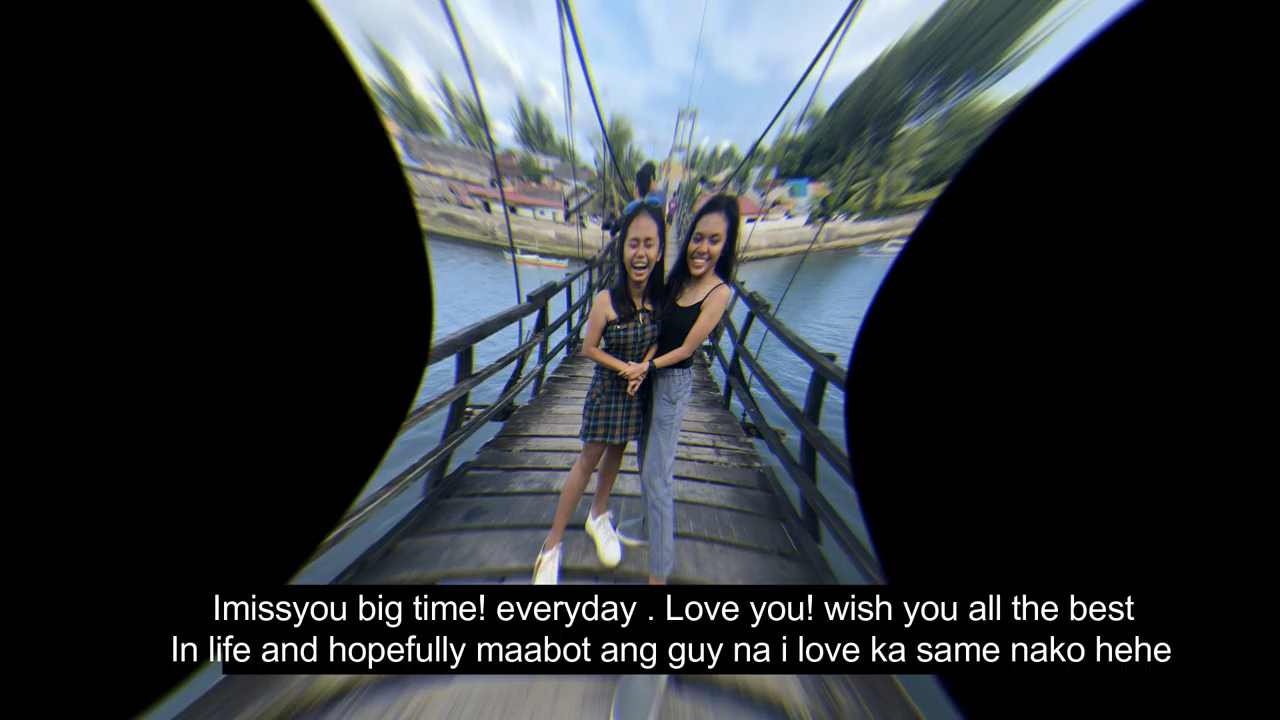 Imissyou big time! everyday . Love you! wish you all the best
In life and hopefully maabot ang guy na i love ka same nako hehe